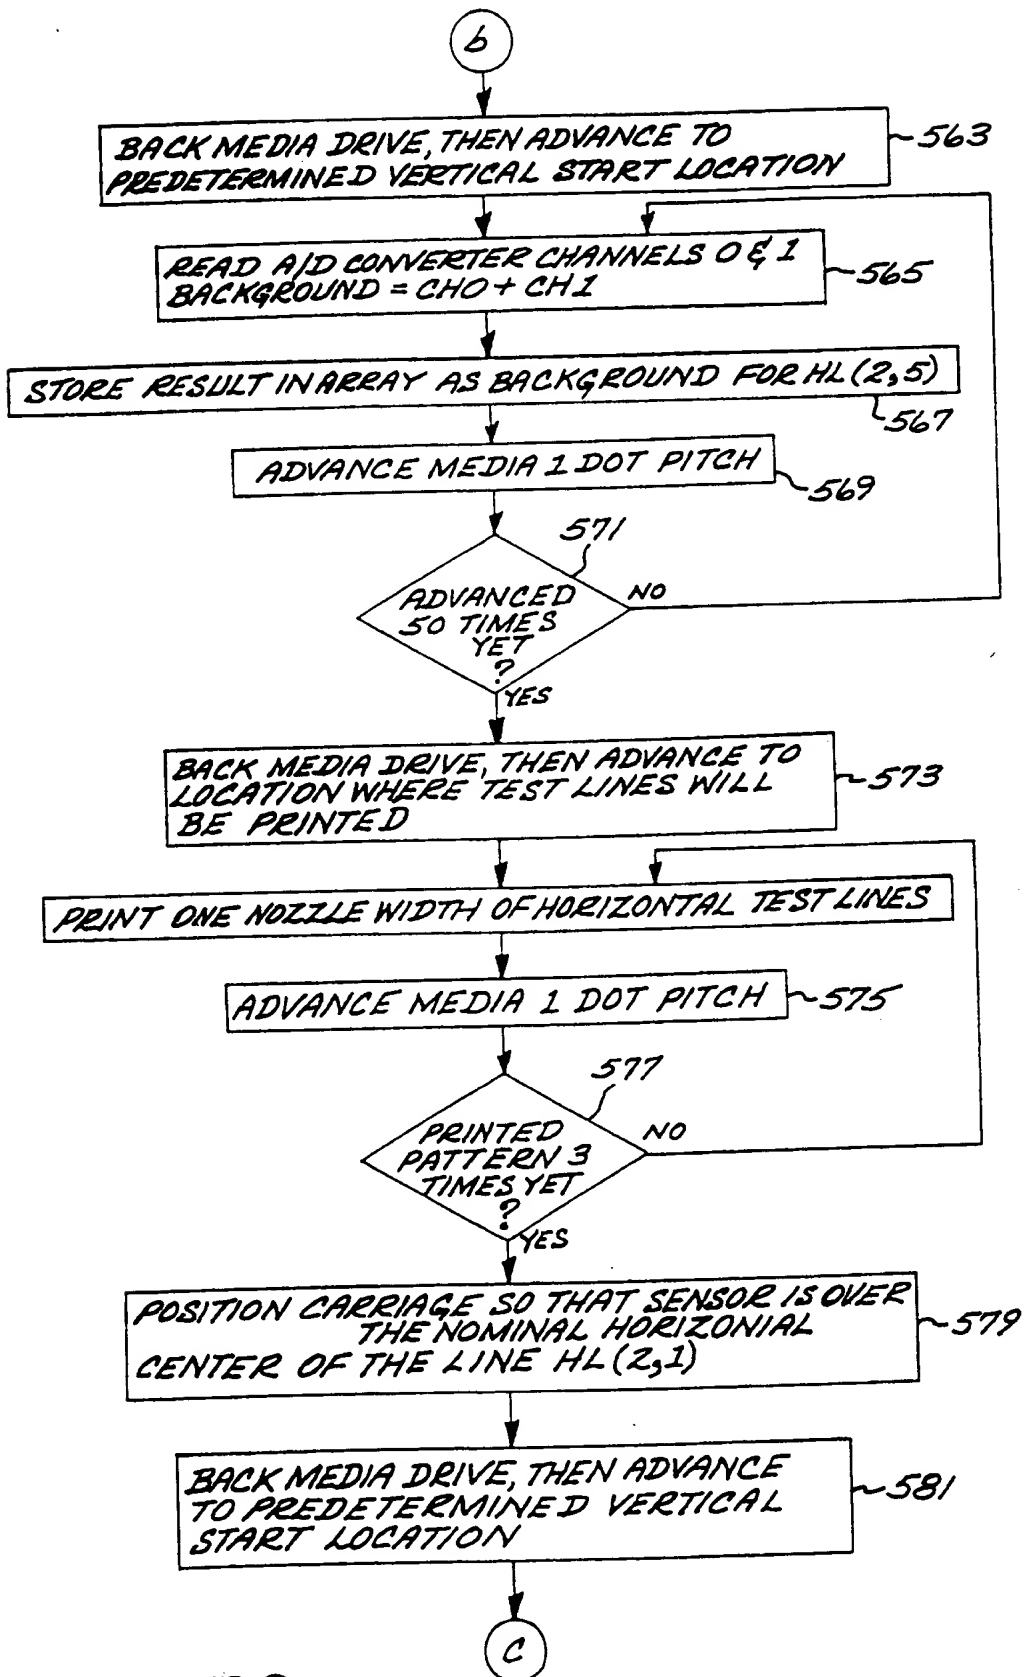 b
BACK MEDIA DRIVE, THEN ADVANCE TO
PREDETERMINED VERTICAL START LOCATION
563
READ A/D CONVERTER CHANNELS 0 & 1
BACKGROUND = CH0 + CH1
565
STORE RESULT IN ARRAY AS BACKGROUND FOR HL(2,5)
567
ADVANCE MEDIA 1 DOT PITCH
569
571
ADVANCED
50 TIMES
YET
?
NO
YES
BACK MEDIA DRIVE, THEN ADVANCE TO
LOCATION WHERE TEST LINES WILL
BE PRINTED
573
PRINT ONE NOZZLE WIDTH OF HORIZONTAL TEST LINES
ADVANCE MEDIA 1 DOT PITCH
575
577
PRINTED
PATTERN 3
TIMES YET
?
NO
YES
POSITION CARRIAGE SO THAT SENSOR IS OVER
THE NOMINAL HORIZONIAL
CENTER OF THE LINE HL(2,1)
579
BACK MEDIA DRIVE, THEN ADVANCE
TO PREDETERMINED VERTICAL
START LOCATION
581
C